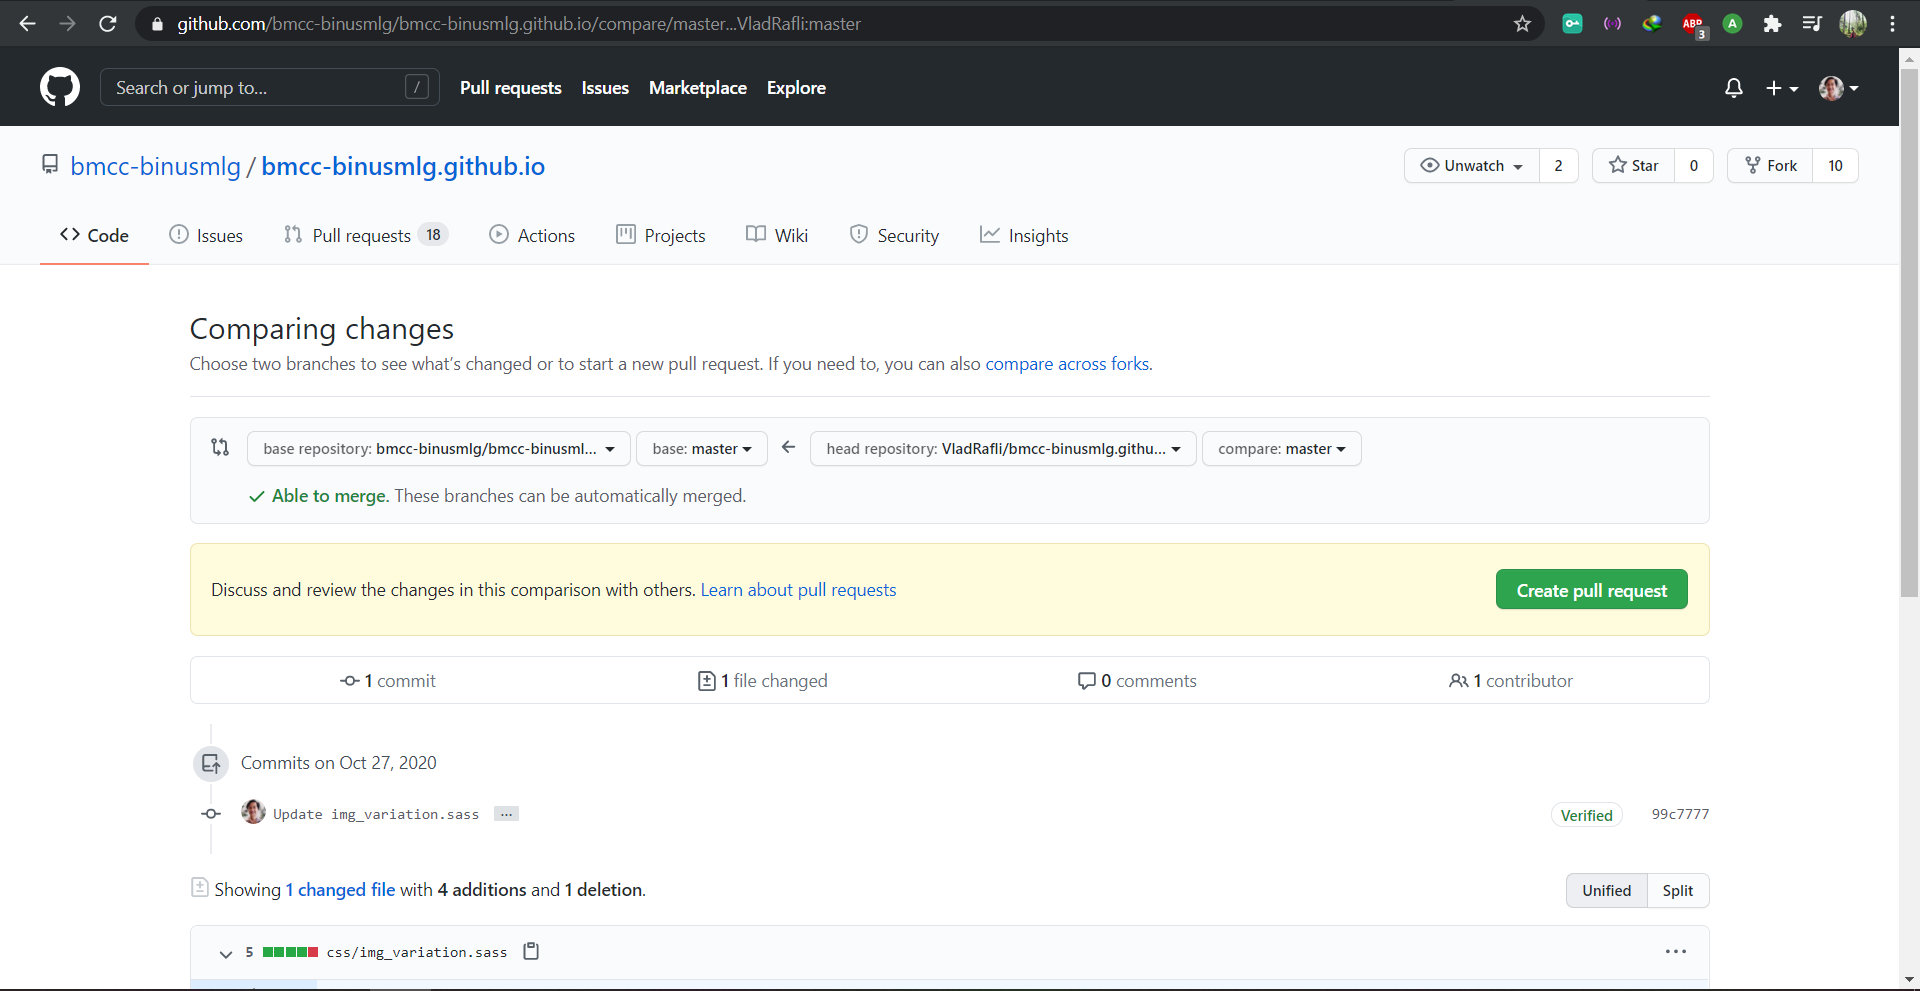 github.com/bmcc-binusmlg/bmcc-binusmlg.github.io/compare/master...VladRafli:master
ABP 3 A
Search or jump to... / Pull requests Issues Marketplace Explore
bmcc-binusmlg / bmcc-binusmlg.github.io Unwatch 2 Star 0 Fork 10
Code Issues Pull requests 18 Actions Projects Wiki Security Insights
Comparing changes
Choose two branches to see what's changed or to start a new pull request. If you need to, you can also compare across forks.
base repository: bmcc-binusmlg/bmcc-binusml... base: master head repository: VladRafli/bmcc-binusmlg.githu... compare: master
Able to merge. These branches can be automatically merged.
Discuss and review the changes in this comparison with others. Learn about pull requests Create pull request
1 commit 1 file changed 0 comments 1 contributor
Commits on Oct 27, 2020
Update img_variation.sass ... Verified 99c7777
Showing 1 changed file with 4 additions and 1 deletion. Unified Split
5 css/img_variation.sass